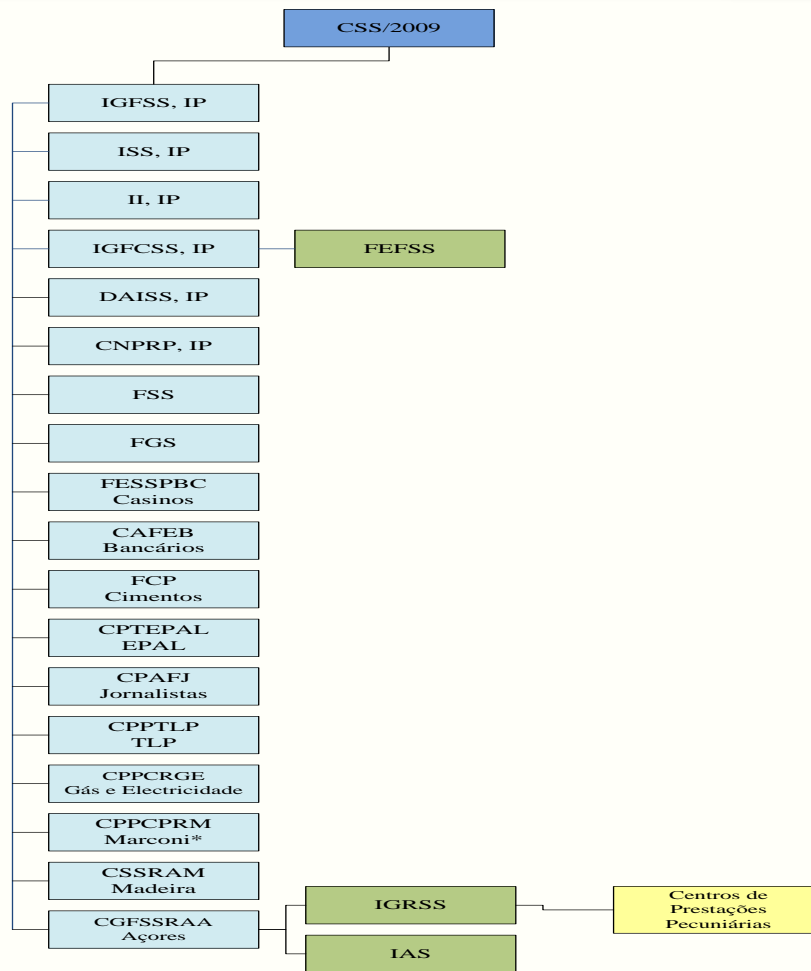 CSS/2009
IGFSS, IP
ISS, IP
II, IP
IGFCSS, IP
FEFSS
DAISS, IP
CNPRP, IP
FSS
FGS
FESSPBC
Casinos
CAFEB
Bancários
FCP
Cimentos
CPTEPAL
EPAL
CPAFJ
Jornalistas
CPPTLP
TLP
CPPCRGE
Gás e Electricidade
CPPCPRM
Marconi*
CSSRAM
Madeira
CGFSSRAA
Açores
IGRSS
IAS
Centros de
Prestações
Pecuniárias